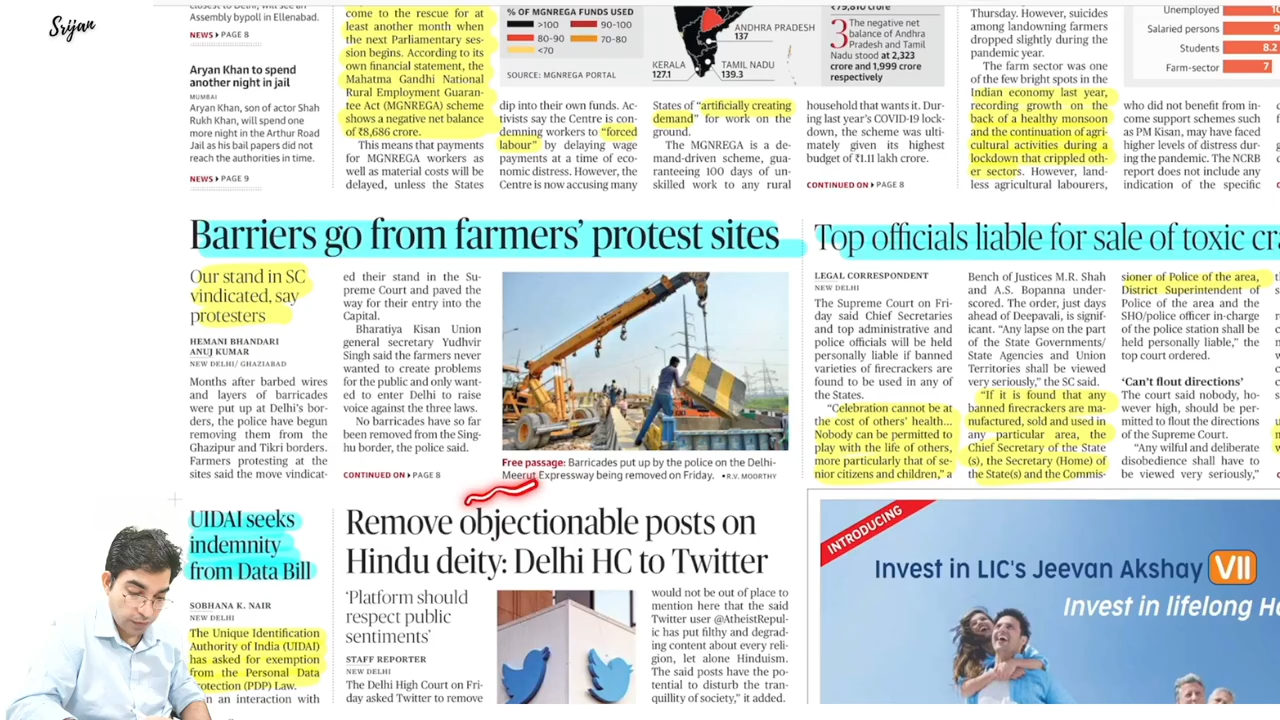 Srijan
closest to Delhi, will see an
Assembly bypoll in Ellenabad.
NEWS ▸ PAGE 8
Aryan Khan to spend
another night in jail
MUMBAI
Aryan Khan, son of actor Shah
Rukh Khan, will spend one
more night in the Arthur Road
Jail as his bail papers did not
reach the authorities in time.
NEWS ▸ PAGE 9
come to the rescue for at
least another month when
the next Parliamentary ses-
sion begins. According to its
own financial statement, the
Mahatma Gandhi National
Rural Employment Guaran-
tee Act (MGNREGA) scheme
shows a negative net balance
of ₹8,686 crore.
This means that payments
for MGNREGA workers as
well as material costs will be
delayed, unless the States
% OF MGNREGA FUNDS USED
>100
90-100
80-90
70-80
<70
SOURCE: MGNREGA PORTAL
dip into their own funds. Ac-
tivists say the Centre is con-
demning workers to “forced
labour” by delaying wage
payments at a time of eco-
nomic distress. However, the
Centre is now accusing many
ANDHRA PRADESH
137
KERALA
127.1
TAMIL NADU
139.3
States of “artificially creating
demand” for work on the
ground.
The MGNREGA is a de-
mand-driven scheme, gua-
ranteeing 100 days of un-
skilled work to any rural
₹79,810 crore
3 The negative net
balance of Andhra
Pradesh and Tamil
Nadu stood at 2,323
crore and 1,999 crore
respectively
household that wants it. Dur-
ing last year’s COVID-19 lock-
down, the scheme was ulti-
mately given its highest
budget of ₹1.11 lakh crore.
CONTINUED ON ▸ PAGE 8
Thursday. However, suicides
among landowning farmers
dropped slightly during the
pandemic year.
The farm sector was one
of the few bright spots in the
Indian economy last year,
recording growth on the
back of a healthy monsoon
and the continuation of agri-
cultural activities during a
lockdown that crippled oth-
er sectors. However, land-
less agricultural labourers,
Unemployed
Salaried persons
Students 8.2
Farm-sector 7
who did not benefit from in-
come support schemes such
as PM Kisan, may have faced
higher levels of distress dur-
ing the pandemic. The NCRB
report does not include any
indication of the specific
Barriers go from farmers’ protest sites
Our stand in SC
vindicated, say
protesters
HEMANI BHANDARI
ANUJ KUMAR
NEW DELHI/ GHAZIABAD
Months after barbed wires
and layers of barricades
were put up at Delhi’s bor-
ders, the police have begun
removing them from the
Ghazipur and Tikri borders.
Farmers protesting at the
sites said the move vindicat-
ed their stand in the Su-
preme Court and paved the
way for their entry into the
Capital.
Bharatiya Kisan Union
general secretary Yudhvir
Singh said the farmers never
wanted to create problems
for the public and only want-
ed to enter Delhi to raise
voice against the three laws.
No barricades have so far
been removed from the Sing-
hu border, the police said.
CONTINUED ON ▸ PAGE 8
Free passage: Barricades put up by the police on the Delhi-
Meerut Expressway being removed on Friday. ▪R.V. MOORTHY
Top officials liable for sale of toxic cra
LEGAL CORRESPONDENT
NEW DELHI
The Supreme Court on Fri-
day said Chief Secretaries
and top administrative and
police officials will be held
personally liable if banned
varieties of firecrackers are
found to be used in any of
the States.
“Celebration cannot be at
the cost of others’ health...
Nobody can be permitted to
play with the life of others,
more particularly that of se-
nior citizens and children,” a
Bench of Justices M.R. Shah
and A.S. Bopanna under-
scored. The order, just days
ahead of Deepavali, is signif-
icant. “Any lapse on the part
of the State Governments/
State Agencies and Union
Territories shall be viewed
very seriously,” the SC said.
“If it is found that any
banned firecrackers are ma-
nufactured, sold and used in
any particular area, the
Chief Secretary of the State
(s), the Secretary (Home) of
the State(s) and the Commis-
sioner of Police of the area,
District Superintendent of
Police of the area and the
SHO/police officer in-charge
of the police station shall be
held personally liable,” the
top court ordered.
‘Can’t flout directions’
The court said nobody, ho-
wever high, should be per-
mitted to flout the directions
of the Supreme Court.
“Any wilful and deliberate
disobedience shall have to
be viewed very seriously,”
UIDAI seeks
indemnity
from Data Bill
SOBHANA K. NAIR
NEW DELHI
The Unique Identification
Authority of India (UIDAI)
has asked for exemption
from the Personal Data
Protection (PDP) Law.
an interaction with
Remove objectionable posts on
Hindu deity: Delhi HC to Twitter
‘Platform should
respect public
sentiments’
STAFF REPORTER
NEW DELHI
The Delhi High Court on Fri-
day asked Twitter to remove
would not be out of place to
mention here that the said
Twitter user @AtheistRepul-
ic has put filthy and degrad-
ing content about every reli-
gion, let alone Hinduism.
The said posts have the po-
tential to disturb the tran-
quillity of society,” it added.
INTRODUCING
Invest in LIC's Jeevan Akshay VII
Invest in lifelong